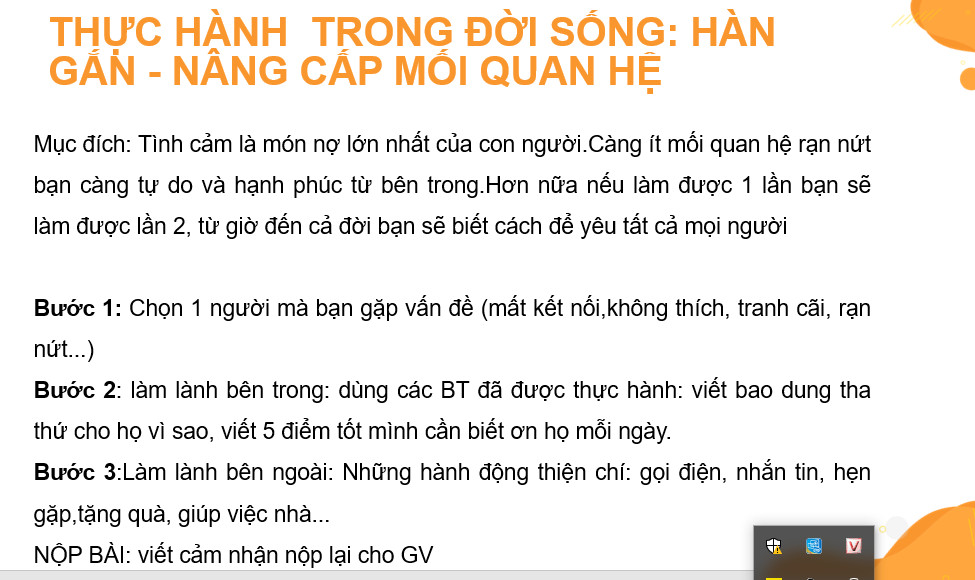 THỰC HÀNH  TRONG ĐỜI SỐNG: HÀN
GẮN - NÂNG CẤP MỐI QUAN HỆ
Mục đích: Tình cảm là món nợ lớn nhất của con người.Càng ít mối quan hệ rạn nứt
bạn càng tự do và hạnh phúc từ bên trong.Hơn nữa nếu làm được 1 lần bạn sẽ
làm được lần 2, từ giờ đến cả đời bạn sẽ biết cách để yêu tất cả mọi người
Bước 1: Chọn 1 người mà bạn gặp vấn đề (mất kết nối,không thích, tranh cãi, rạn
nứt...)
Bước 2: làm lành bên trong: dùng các BT đã được thực hành: viết bao dung tha
thứ cho họ vì sao, viết 5 điểm tốt mình cần biết ơn họ mỗi ngày.
Bước 3:Làm lành bên ngoài: Những hành động thiện chí: gọi điện, nhắn tin, hẹn
gặp,tặng quà, giúp việc nhà...
NỘP BÀI: viết cảm nhận nộp lại cho GV
V